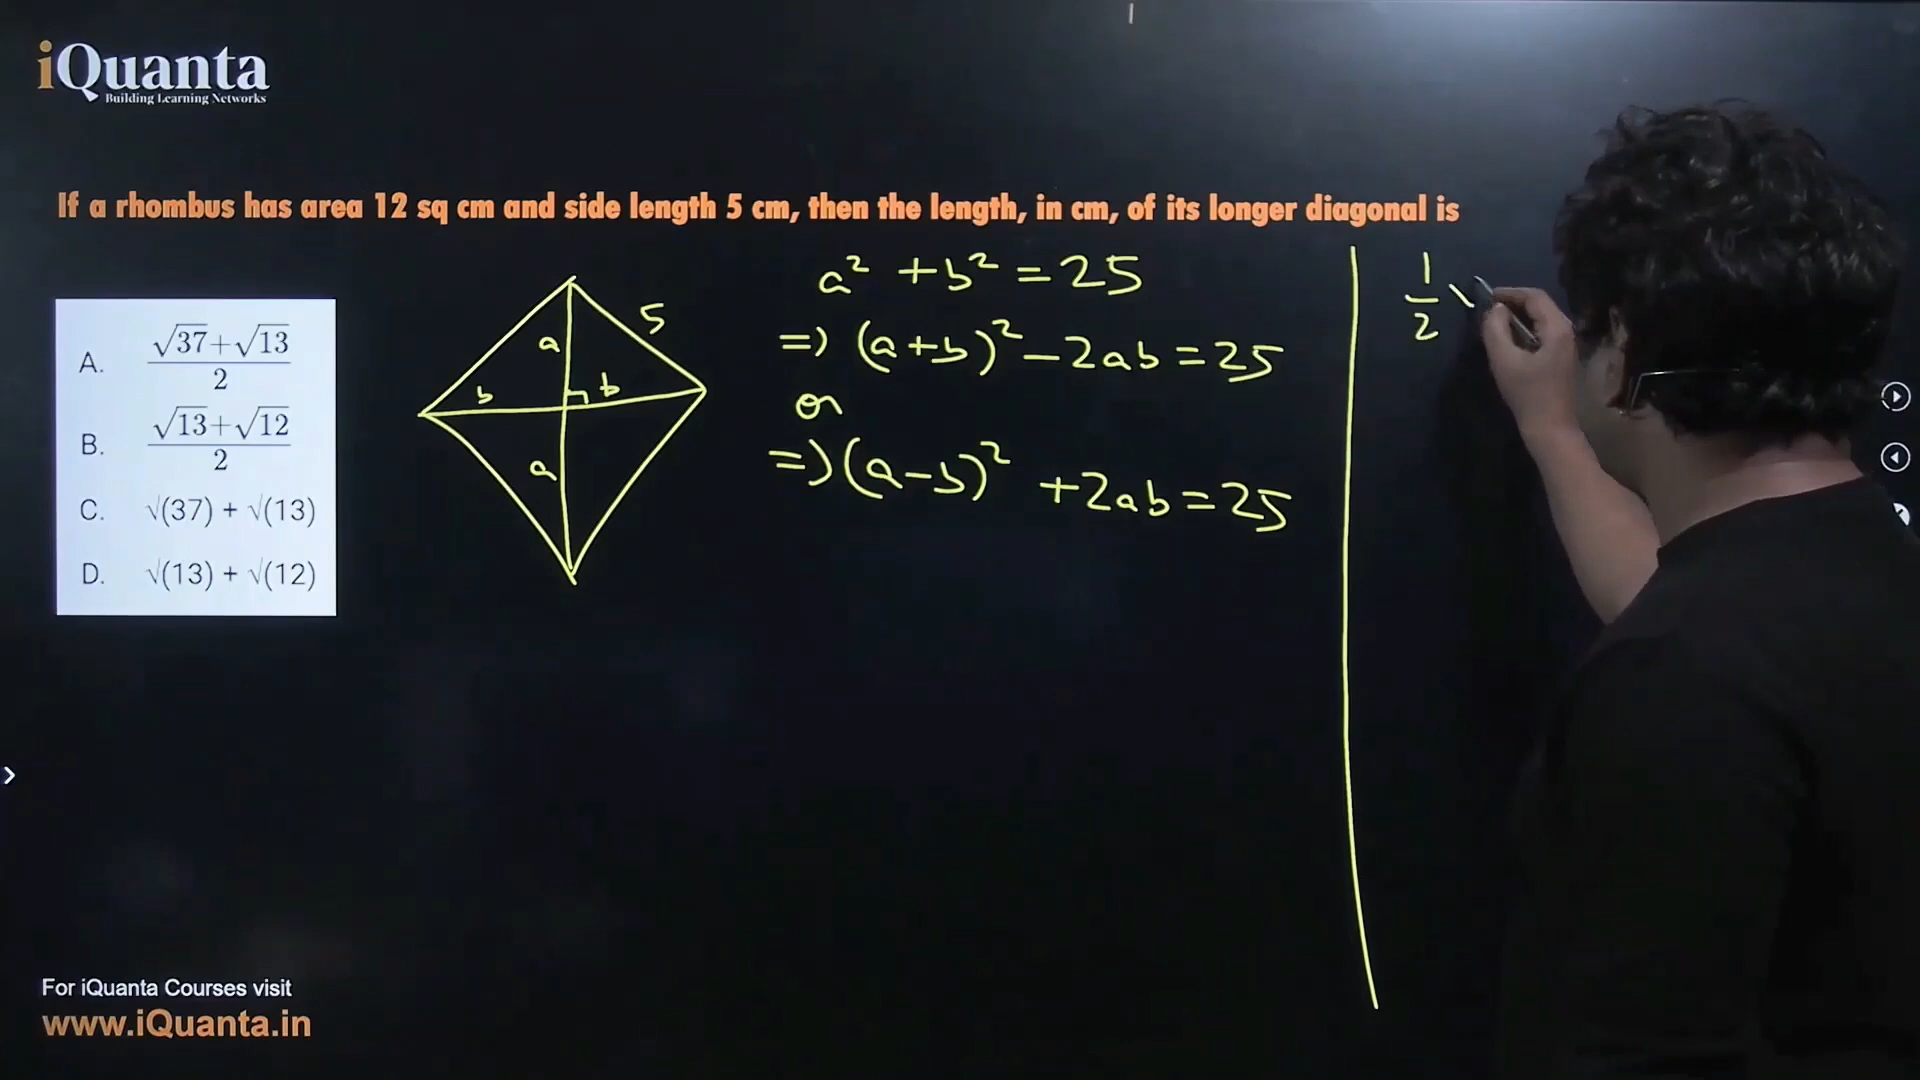 iQuanta
Building Learning Networks
If a rhombus has area 12 sq cm and side length 5 cm, then the length, in cm, of its longer diagonal is
A. (√37+√13)/2
B. (√13+√12)/2
C. √(37) + √(13)
D. √(13) + √(12)
5
a
b
b
a
a² + b² = 25
=) (a+b)² - 2ab = 25
or
=) (a-b)² + 2ab = 25
1/2
For iQuanta Courses visit
www.iQuanta.in